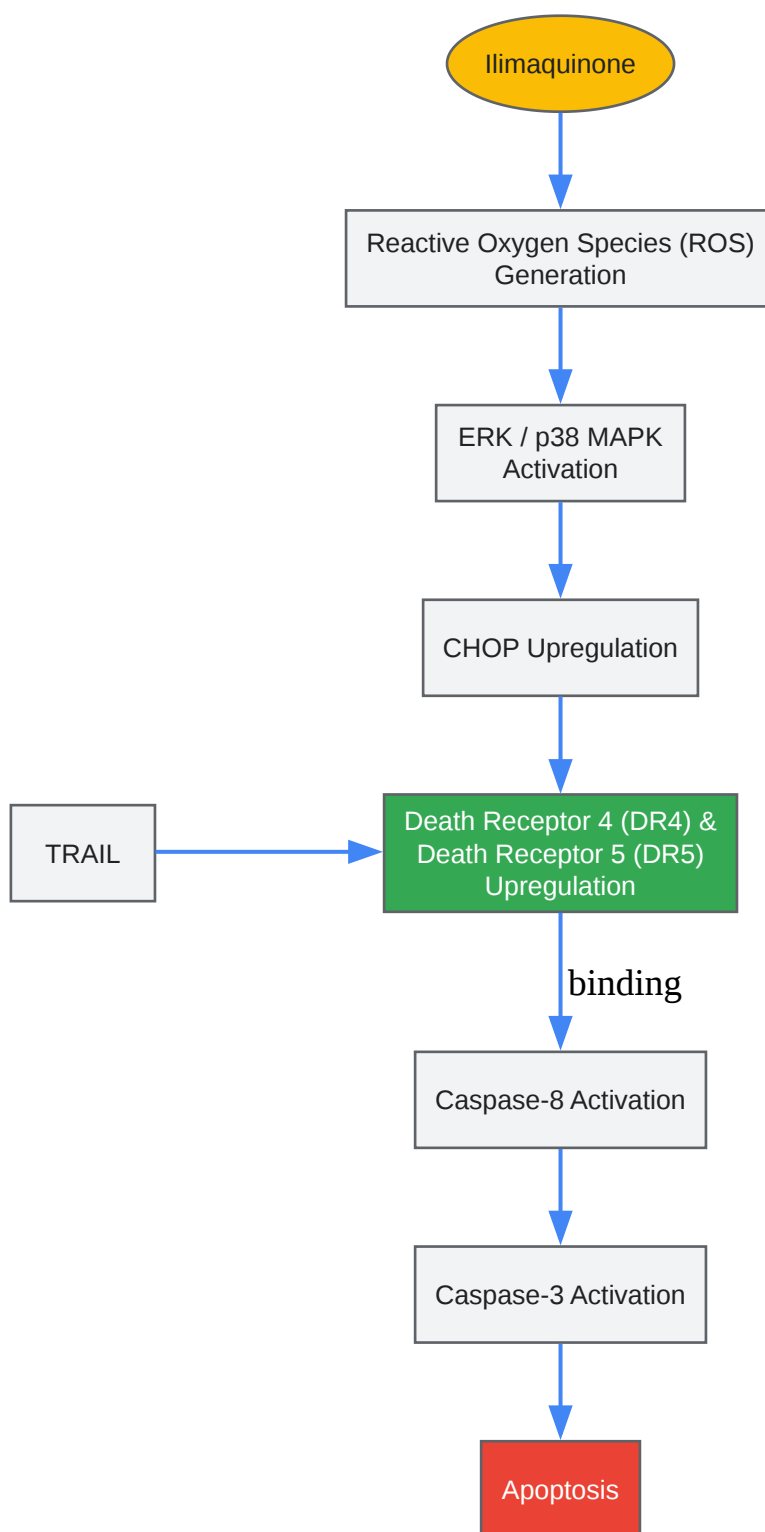 Ilimaquinone
Reactive Oxygen Species (ROS)
Generation
ERK / p38 MAPK
Activation
CHOP Upregulation
TRAIL
Death Receptor 4 (DR4) &
Death Receptor 5 (DR5)
Upregulation
binding
Caspase-8 Activation
Caspase-3 Activation
Apoptosis